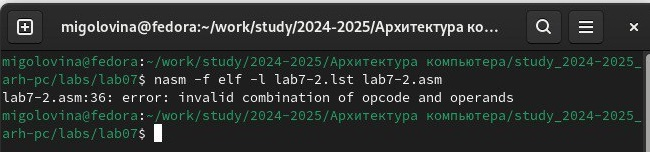 migolovina@fedora:~/work/study/2024-2025/Архитектура ко...
migolovina@fedora:~/work/study/2024-2025/Архитектура компьютера/study_2024-2025_
arh-pc/labs/lab07$ nasm -f elf -l lab7-2.lst lab7-2.asm
lab7-2.asm:36: error: invalid combination of opcode and operands
migolovina@fedora:~/work/study/2024-2025/Архитектура компьютера/study_2024-2025_
arh-pc/labs/lab07$